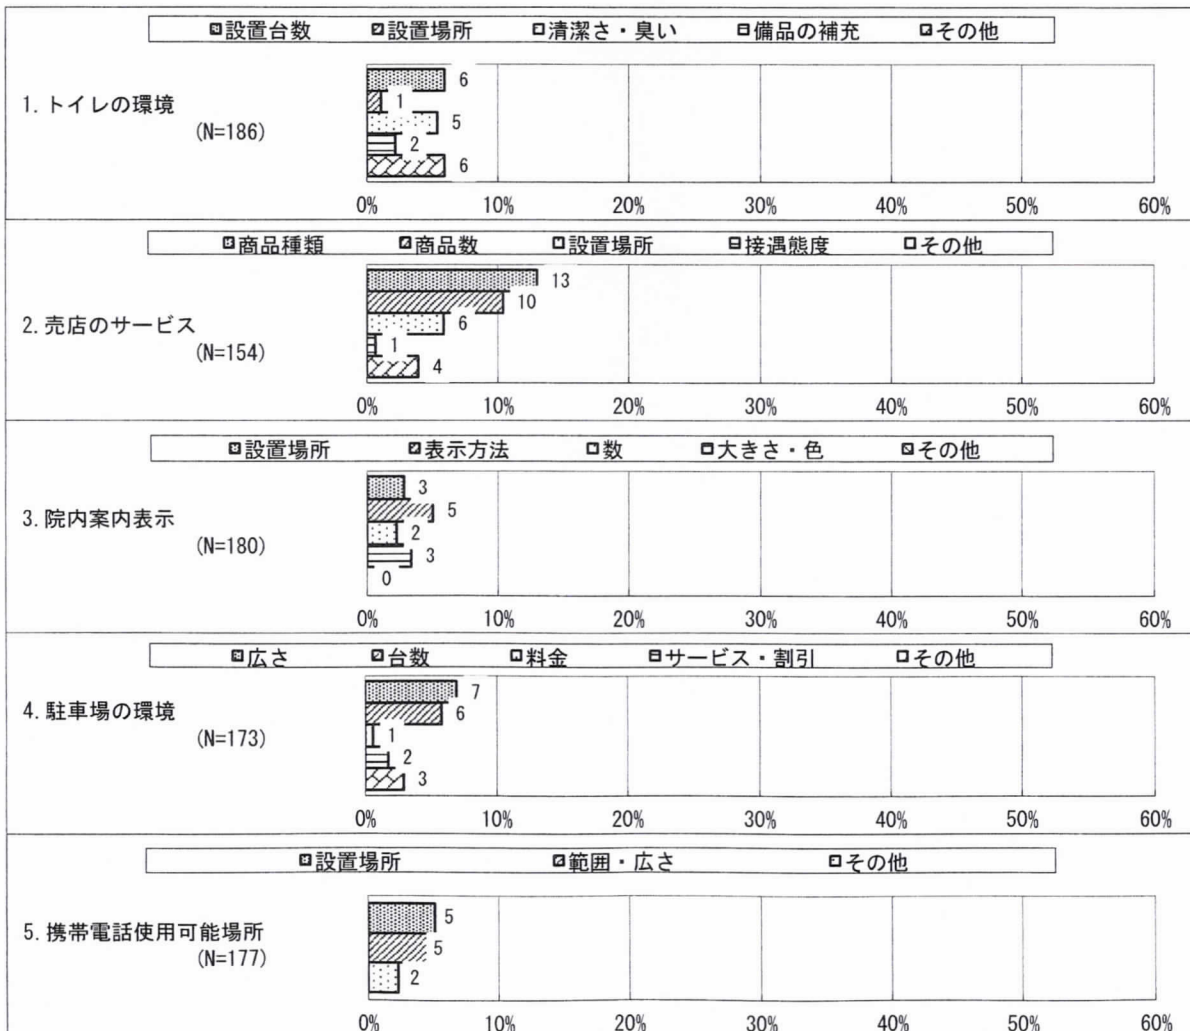 設置台数 設置場所 清潔さ・臭い 備品の補充 その他
1. トイレの環境
(N=186)
6
1
5
2
6
0% 10% 20% 30% 40% 50% 60%
商品種類 商品数 設置場所 接遇態度 その他
2. 売店のサービス
(N=154)
13
10
6
1
4
0% 10% 20% 30% 40% 50% 60%
設置場所 表示方法 数 大きさ・色 その他
3. 院内案内表示
(N=180)
3
5
2
3
0
0% 10% 20% 30% 40% 50% 60%
広さ 台数 料金 サービス・割引 その他
4. 駐車場の環境
(N=173)
7
6
1
2
3
0% 10% 20% 30% 40% 50% 60%
設置場所 範囲・広さ その他
5. 携帯電話使用可能場所
(N=177)
5
5
2
0% 10% 20% 30% 40% 50% 60%